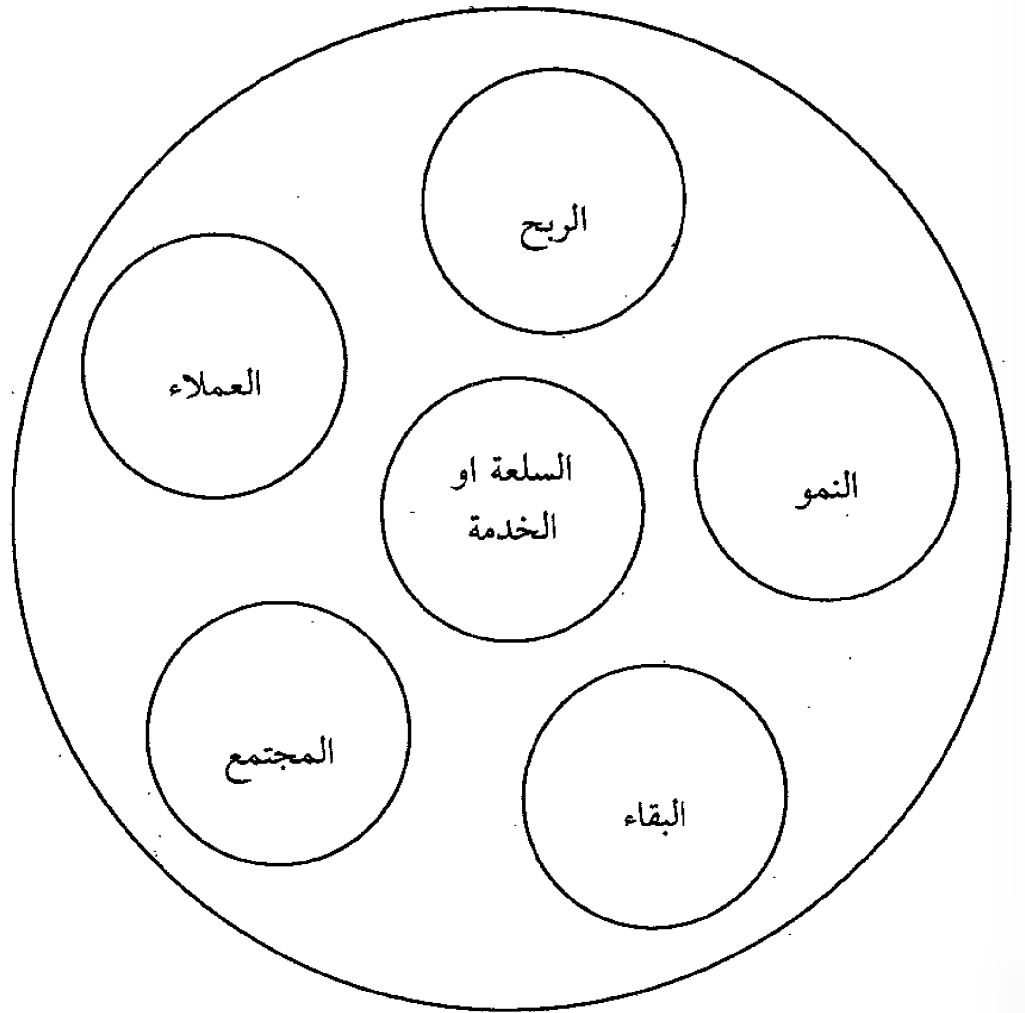 الربح
العملاء
السلعة او
الخدمة
النمو
المجتمع
البقاء